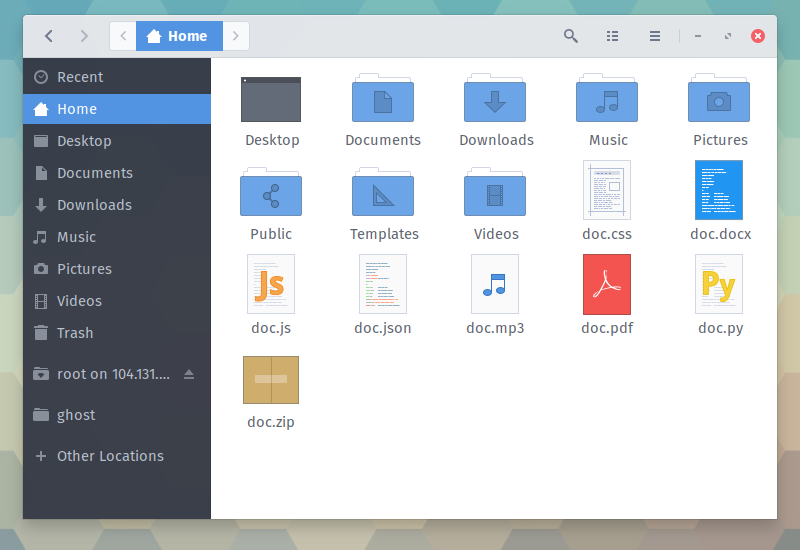 Home
Recent
Home
Desktop
Documents
Downloads
Music
Pictures
Videos
Trash
root on 104.131....
ghost
Other Locations
Desktop Documents Downloads Music Pictures
Public Templates Videos doc.css doc.docx
Js Py
doc.js doc.json doc.mp3 doc.pdf doc.py
doc.zip